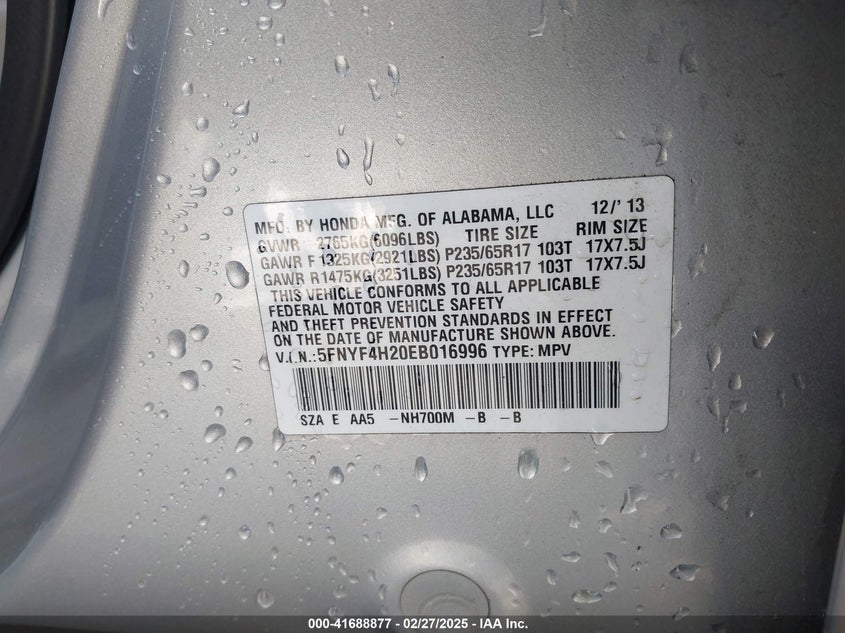 MFD. BY HONDA MFG. OF ALABAMA, LLC 12/'13
GVWR 2765KG(6096LBS) TIRE SIZE RIM SIZE
GAWR F1325KG(2921LBS) P235/65R17 103T 17X7.5J
GAWR R1475KG(3251LBS) P235/65R17 103T 17X7.5J
THIS VEHICLE CONFORMS TO ALL APPLICABLE
FEDERAL MOTOR VEHICLE SAFETY
AND THEFT PREVENTION STANDARDS IN EFFECT
ON THE DATE OF MANUFACTURE SHOWN ABOVE.
V.I.N.:5FNYF4H20EB016996 TYPE: MPV
SZA E AA5 -NH700M -B -B
000-41688877 - 02/27/2025 - IAA Inc.